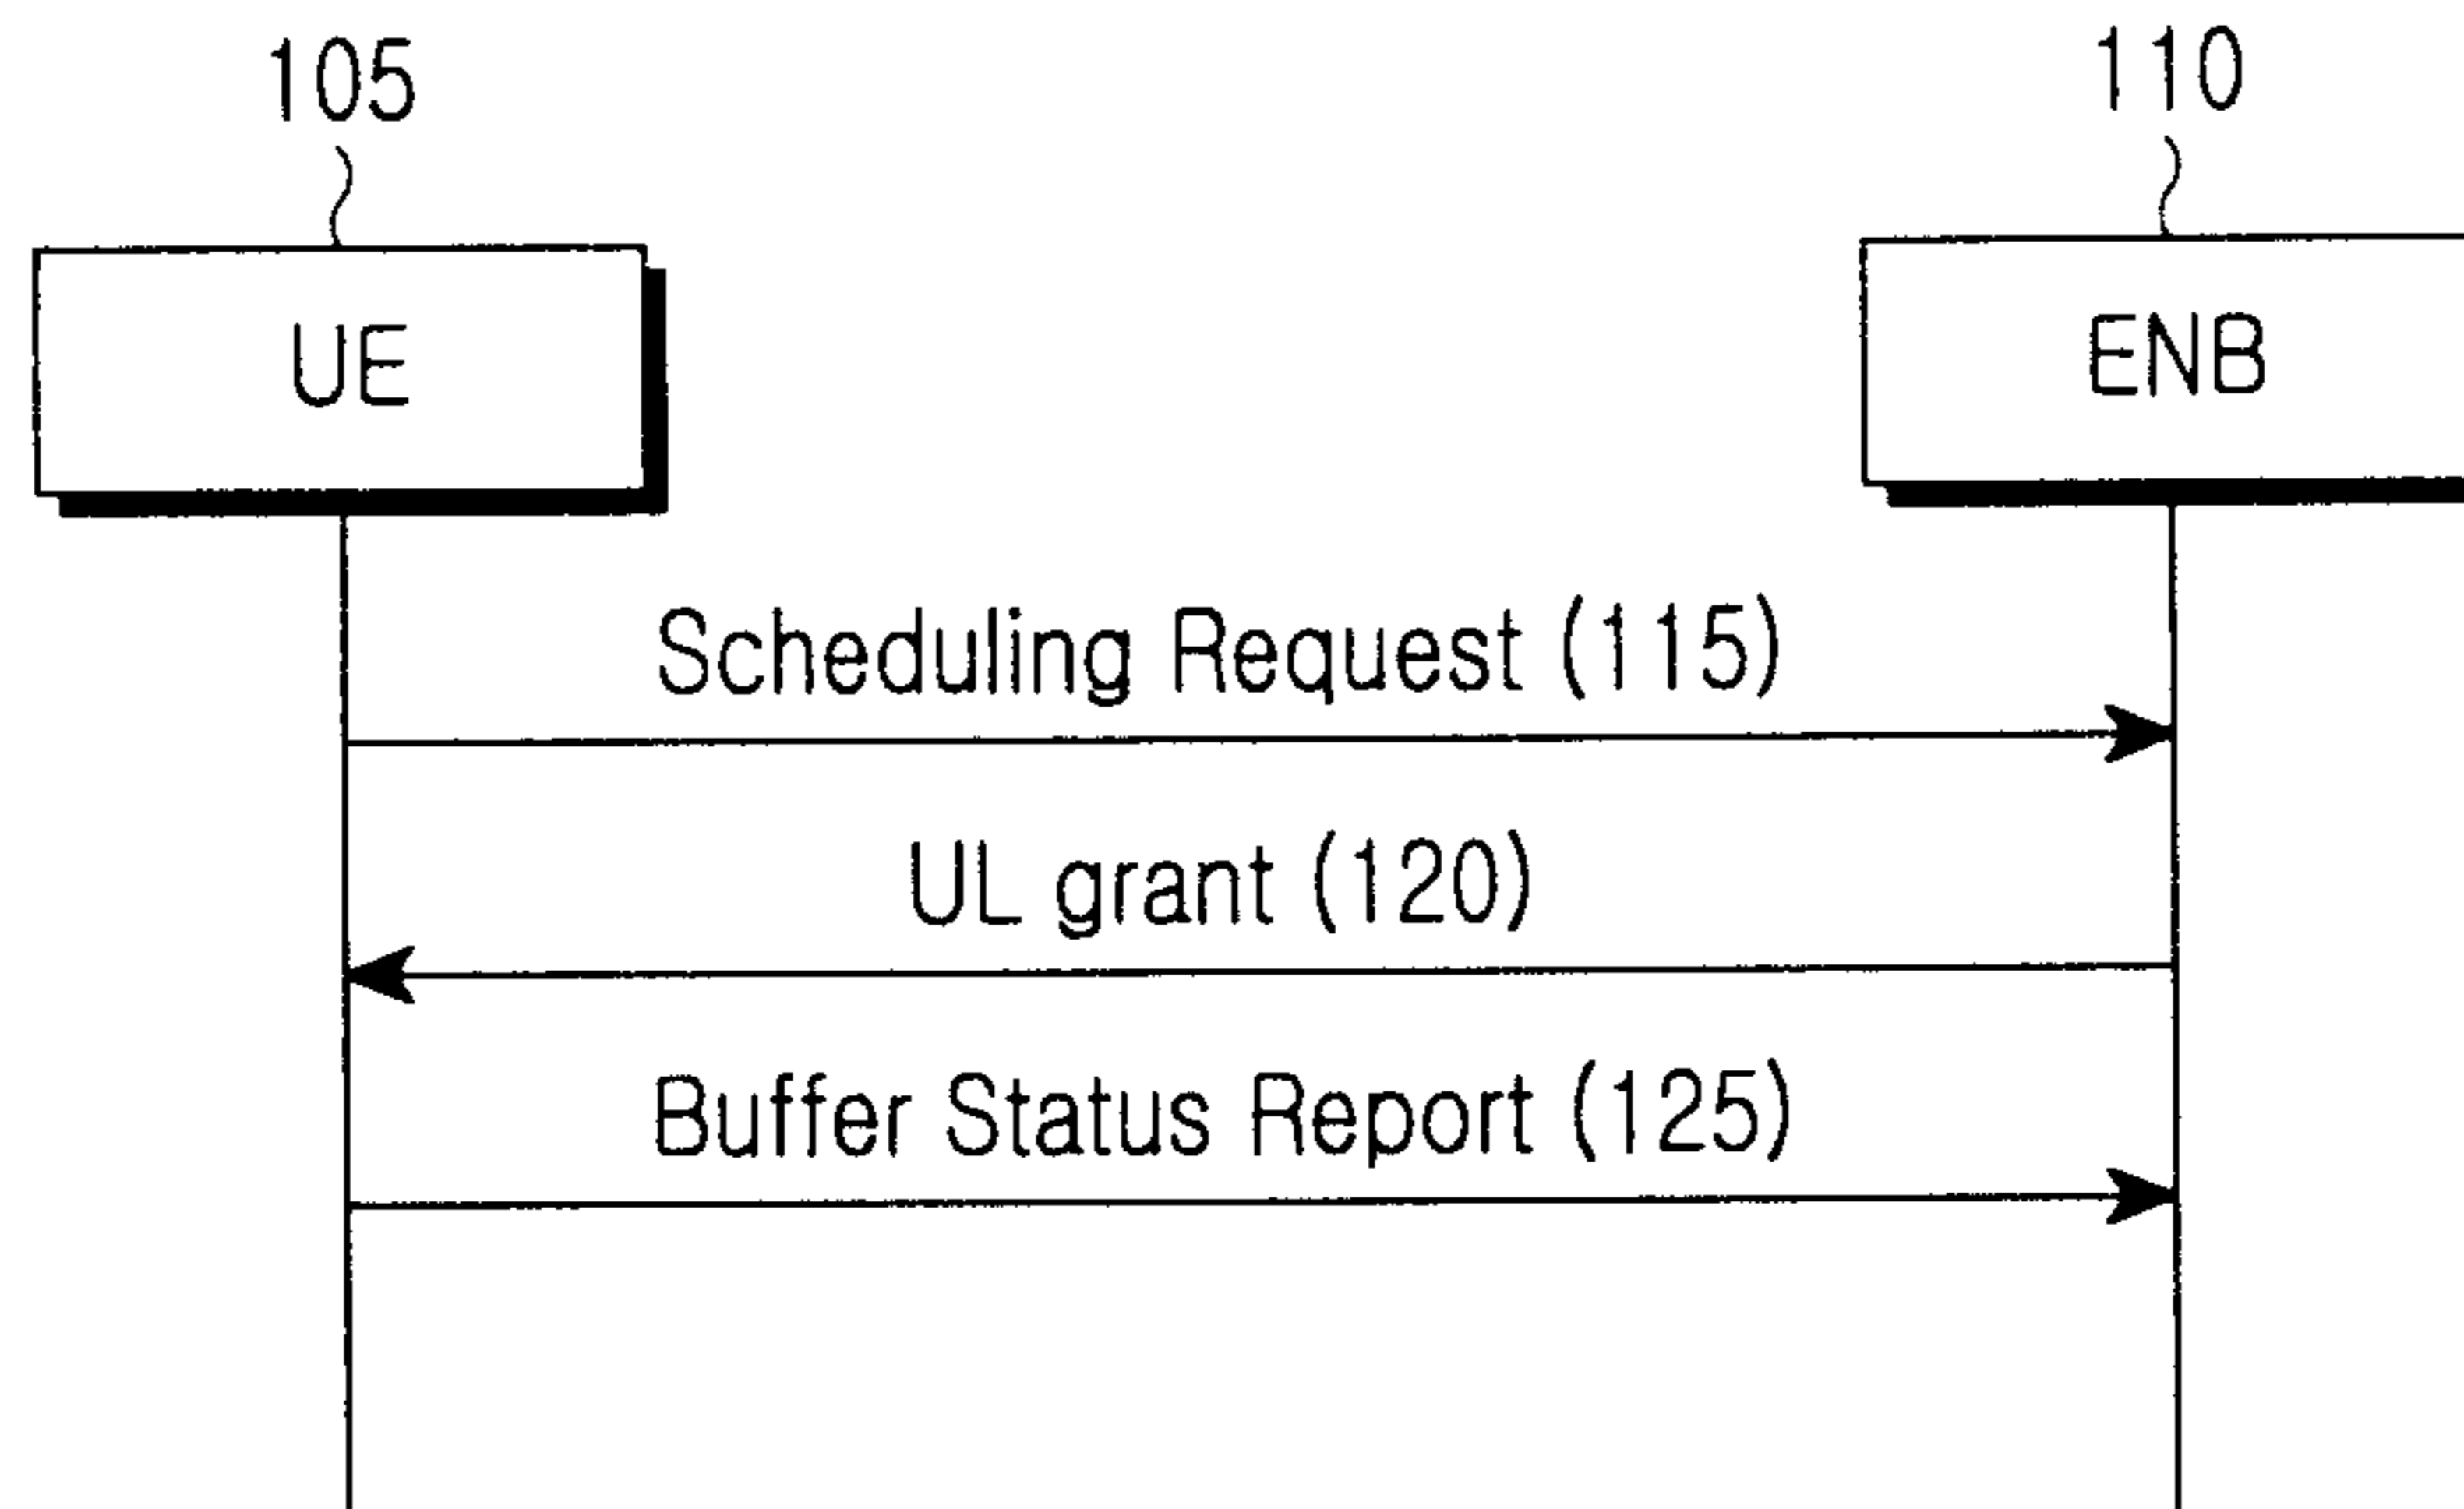 105
110
UE
ENB
Scheduling Request (115)
UL grant (120)
Buffer Status Report (125)